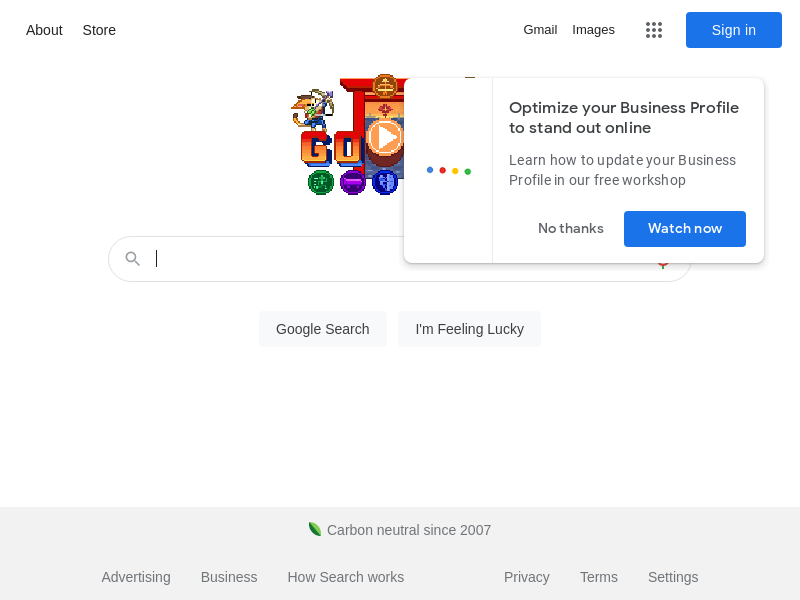 About Store Gmail Images Sign in
Optimize your Business Profile
to stand out online
Learn how to update your Business
Profile in our free workshop
No thanks Watch now
GO
Google Search I'm Feeling Lucky
Carbon neutral since 2007
Advertising Business How Search works Privacy Terms Settings